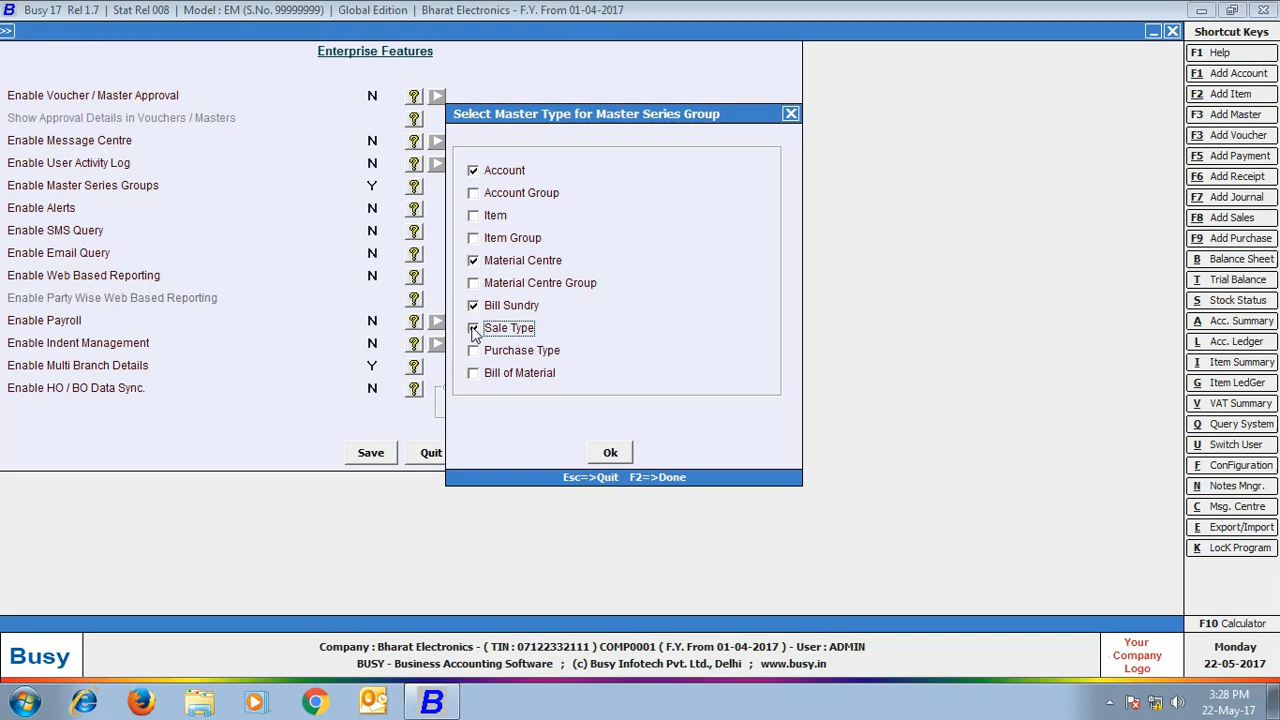 Busy 17 Rel 1.7 | Stat Rel 008 | Model : EM (S.No. 99999999) | Global Edition | Bharat Electronics - F.Y. From 01-04-2017
>>
Enterprise Features
Enable Voucher / Master Approval N ?
Show Approval Details in Vouchers / Masters ?
Enable Message Centre N ?
Enable User Activity Log N ?
Enable Master Series Groups Y ?
Enable Alerts N ?
Enable SMS Query N ?
Enable Email Query N ?
Enable Web Based Reporting N ?
Enable Party Wise Web Based Reporting ?
Enable Payroll N ?
Enable Indent Management N ?
Enable Multi Branch Details Y ?
Enable HO / BO Data Sync. N ?
Save Quit
Select Master Type for Master Series Group
Account
Account Group
Item
Item Group
Material Centre
Material Centre Group
Bill Sundry
Sale Type
Purchase Type
Bill of Material
Ok
Esc=>Quit F2=>Done
Shortcut Keys
F1 Help
F1 Add Account
F2 Add Item
F3 Add Master
F3 Add Voucher
F5 Add Payment
F6 Add Receipt
F7 Add Journal
F8 Add Sales
F9 Add Purchase
B Balance Sheet
T Trial Balance
S Stock Status
A Acc. Summary
L Acc. Ledger
I Item Summary
G Item LedGer
V VAT Summary
Q Query System
U Switch User
F ConFiguration
N Notes Mngr.
C Msg. Centre
E Export/Import
K LocK Program
F10 Calculator
Busy
Company : Bharat Electronics - ( TIN : 07122332111 ) COMP0001 ( F.Y. From 01-04-2017 ) - User : ADMIN
BUSY - Business Accounting Software ; (c) Busy Infotech Pvt. Ltd., Delhi ; www.busy.in
Your
Company
Logo
Monday
22-05-2017
3:28 PM
22-May-17